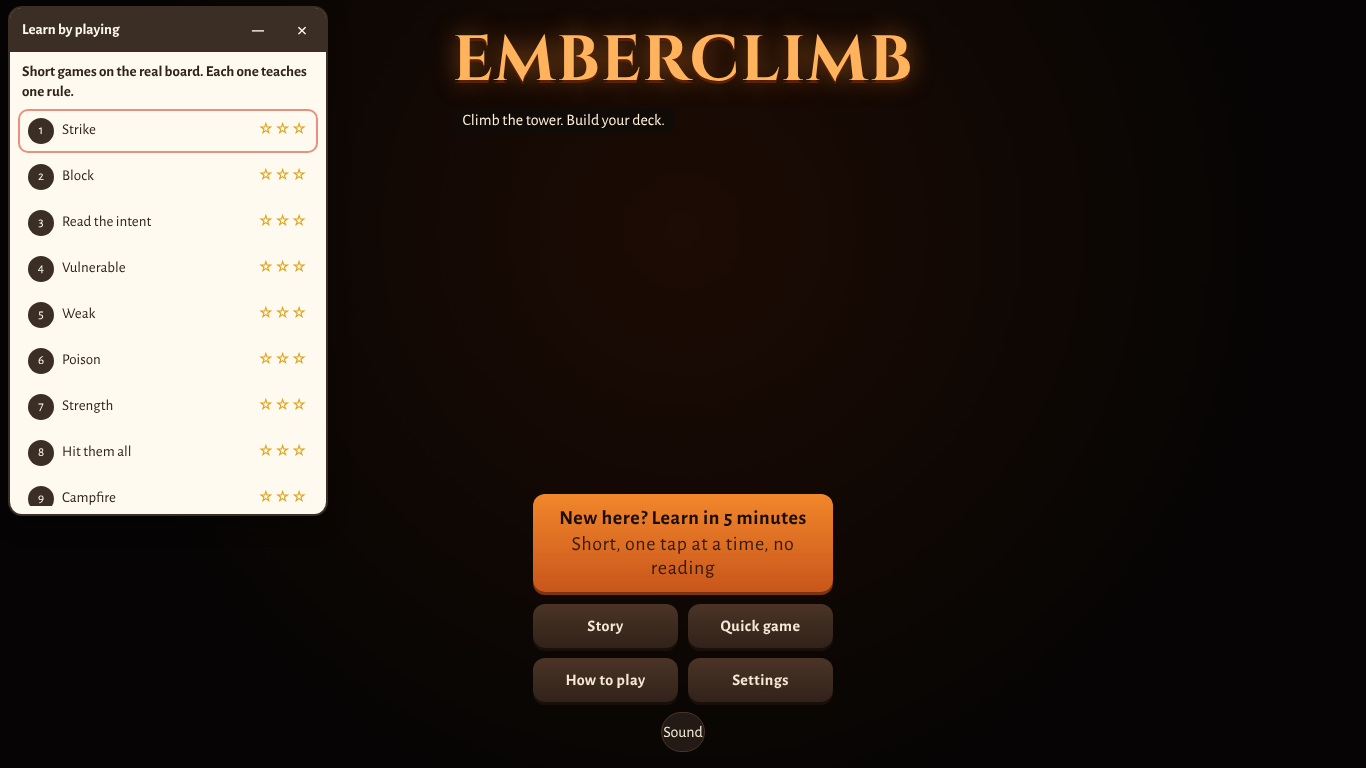 Learn by playing
Short games on the real board. Each one teaches
one rule.
1 Strike
2 Block
3 Read the intent
4 Vulnerable
5 Weak
6 Poison
7 Strength
8 Hit them all
9 Campfire
EMBERCLIMB
Climb the tower. Build your deck.
New here? Learn in 5 minutes
Short, one tap at a time, no
reading
Story
Quick game
How to play
Settings
Sound